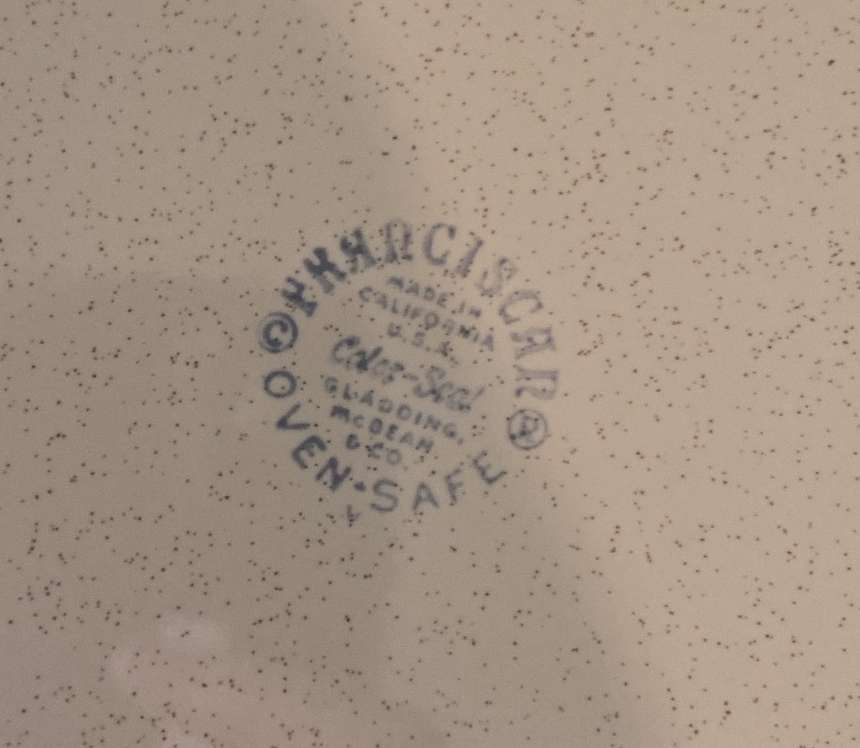 © FRANCISCAN ®
MADE IN
CALIFORNIA
U.S.A.
Color-Seal
GLADDING,
McBEAN
& CO.
OVEN-SAFE